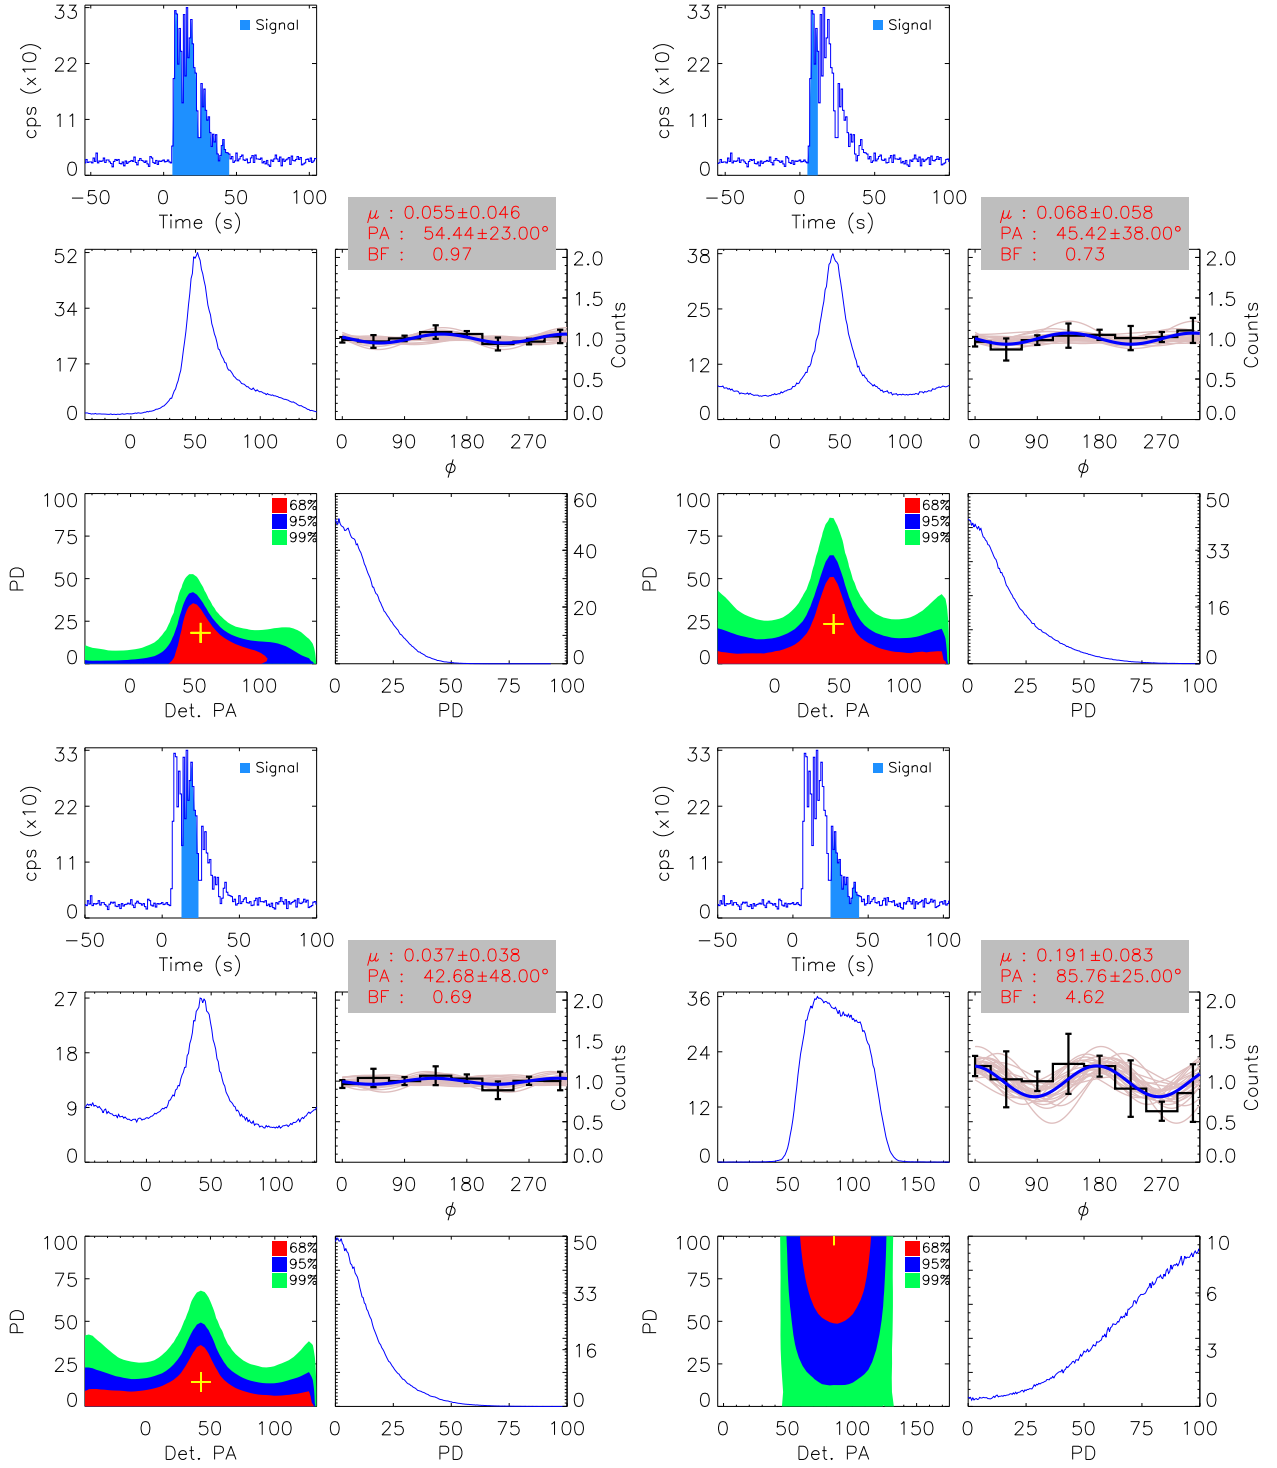 33
22
11
0
cps (x10)
Signal
−50 0 50 100
Time (s)
μ : 0.055±0.046
PA : 54.44±23.00°
BF : 0.97
52
34
17
0
0 50 100
2.0
1.5
1.0
0.5
0.0
Counts
0 90 180 270
ϕ
100
75
50
25
0
PD
68%
95%
99%
0 50 100
Det. PA
60
40
20
0
0 25 50 75 100
PD
33
22
11
0
cps (x10)
Signal
−50 0 50 100
Time (s)
μ : 0.068±0.058
PA : 45.42±38.00°
BF : 0.73
38
25
12
0
0 50 100
2.0
1.5
1.0
0.5
0.0
Counts
0 90 180 270
ϕ
100
75
50
25
0
PD
68%
95%
99%
0 50 100
Det. PA
50
33
16
0
0 25 50 75 100
PD
33
22
11
0
cps (x10)
Signal
−50 0 50 100
Time (s)
μ : 0.037±0.038
PA : 42.68±48.00°
BF : 0.69
27
18
9
0
0 50 100
2.0
1.5
1.0
0.5
0.0
Counts
0 90 180 270
ϕ
100
75
50
25
0
PD
68%
95%
99%
0 50 100
Det. PA
50
33
16
0
0 25 50 75 100
PD
33
22
11
0
cps (x10)
Signal
−50 0 50 100
Time (s)
μ : 0.191±0.083
PA : 85.76±25.00°
BF : 4.62
36
24
12
0
0 50 100 150
2.0
1.5
1.0
0.5
0.0
Counts
0 90 180 270
ϕ
100
75
50
25
0
PD
68%
95%
99%
0 50 100 150
Det. PA
10
6
3
0
0 25 50 75 100
PD